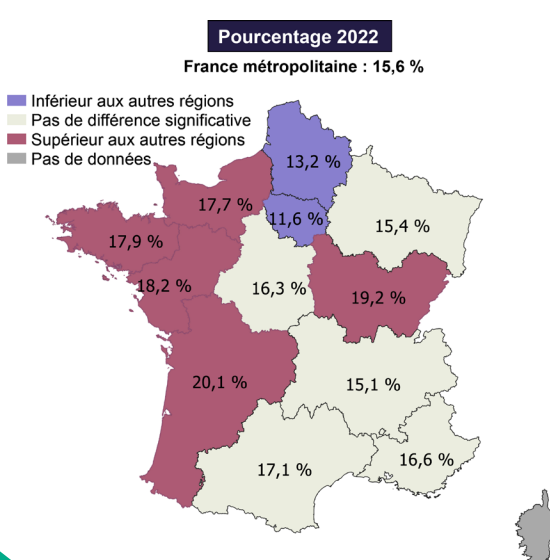 Pourcentage 2022
France métropolitaine : 15,6 %
Inférieur aux autres régions
Pas de différence significative
Supérieur aux autres régions
Pas de données
13,2 %
17,7 %
11,6 %
15,4 %
17,9 %
18,2 %
16,3 %
19,2 %
20,1 %
15,1 %
16,6 %
17,1 %